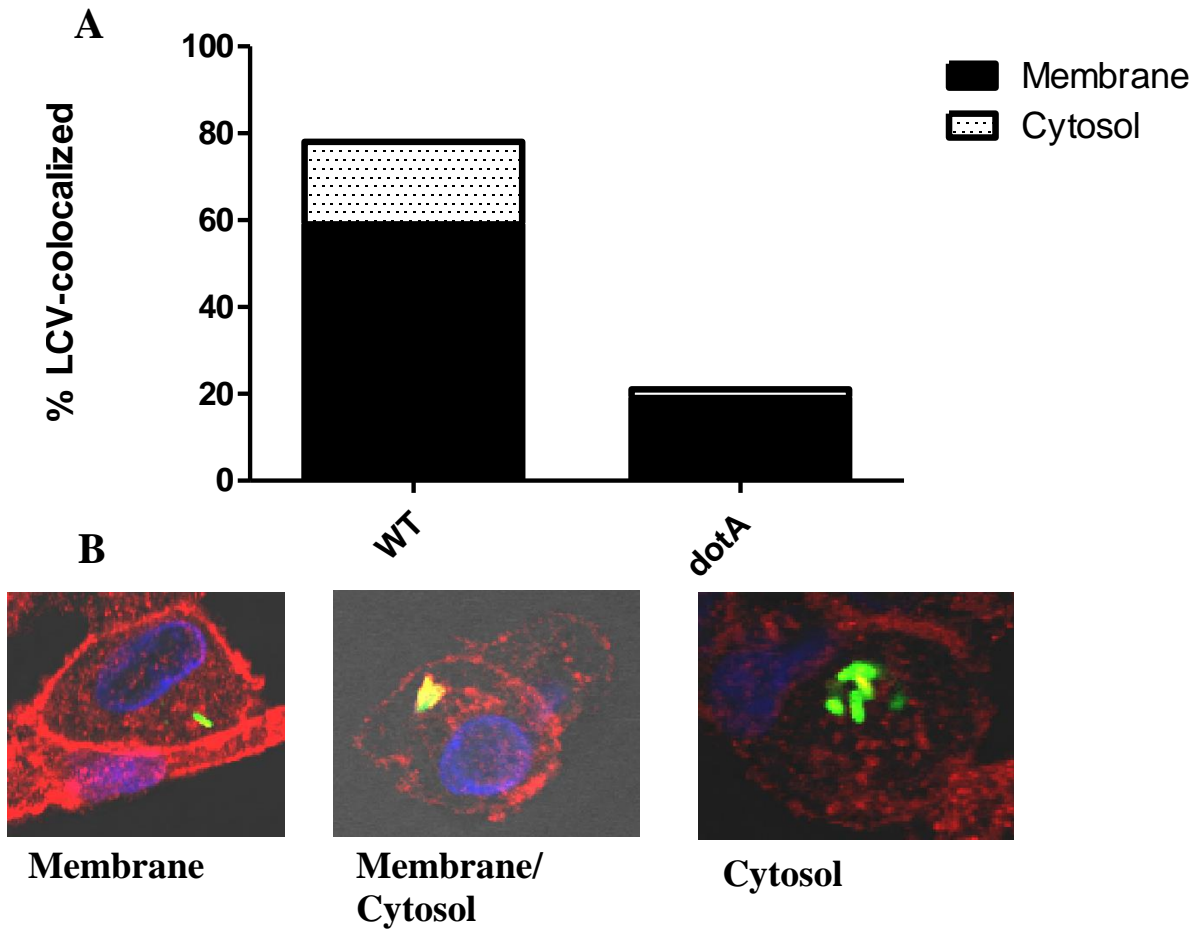 A
100
80
60
40
20
0
% LCV-colocalized
Membrane
Cytosol
WT
dotA
B
Membrane
Membrane/
Cytosol
Cytosol